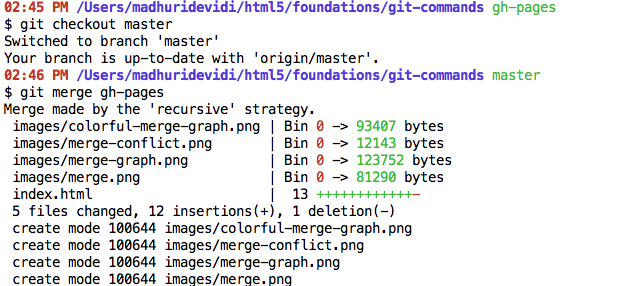 02:45 PM /Users/madhuridevidi/html5/foundations/git-commands gh-pages
$ git checkout master
Switched to branch 'master'
Your branch is up-to-date with 'origin/master'.
02:46 PM /Users/madhuridevidi/html5/foundations/git-commands master
$ git merge gh-pages
Merge made by the 'recursive' strategy.
 images/colorful-merge-graph.png | Bin 0 -> 93407 bytes
 images/merge-conflict.png       | Bin 0 -> 12143 bytes
 images/merge-graph.png          | Bin 0 -> 123752 bytes
 images/merge.png                | Bin 0 -> 81290 bytes
 index.html                      |  13 ++++++++++++-
 5 files changed, 12 insertions(+), 1 deletion(-)
 create mode 100644 images/colorful-merge-graph.png
 create mode 100644 images/merge-conflict.png
 create mode 100644 images/merge-graph.png
 create mode 100644 images/merge.png